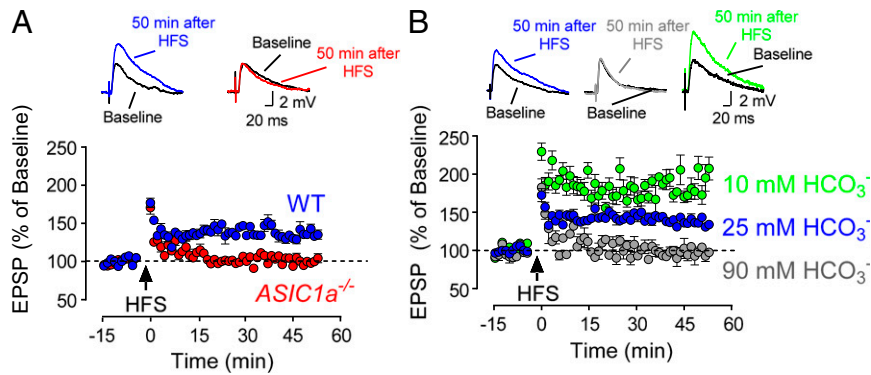 A
50 min after
HFS
Baseline
Baseline
50 min after
HFS
2 mV
20 ms
EPSP (% of Baseline)
250
200
150
100
50
WT
ASIC1a⁻/⁻
HFS
-15
0
15
30
45
60
Time (min)
B
50 min after
HFS
Baseline
50 min after
HFS
Baseline
50 min after
HFS
Baseline
2 mV
20 ms
EPSP (% of Baseline)
250
200
150
100
50
10 mM HCO₃⁻
25 mM HCO₃⁻
90 mM HCO₃⁻
HFS
-15
0
15
30
45
60
Time (min)